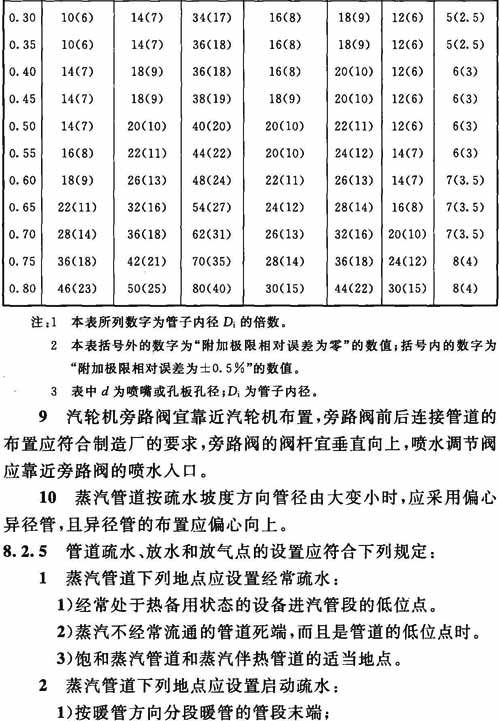 0.30 10(6) 14(7) 34(17) 16(8) 18(9) 12(6) 5(2.5)
0.35 10(6) 14(7) 36(18) 16(8) 18(9) 12(6) 5(2.5)
0.40 14(7) 18(9) 36(18) 16(8) 20(10) 12(6) 6(3)
0.45 14(7) 18(9) 38(19) 18(9) 20(10) 12(6) 6(3)
0.50 14(7) 20(10) 40(20) 20(10) 22(11) 12(6) 6(3)
0.55 16(8) 22(11) 44(22) 20(10) 24(12) 14(7) 6(3)
0.60 18(9) 26(13) 48(24) 22(11) 26(13) 14(7) 7(3.5)
0.65 22(11) 32(16) 54(27) 24(12) 28(14) 16(8) 7(3.5)
0.70 28(14) 36(18) 62(31) 26(13) 32(16) 20(10) 7(3.5)
0.75 36(18) 42(21) 70(35) 28(14) 36(18) 24(12) 8(4)
0.80 46(23) 50(25) 80(40) 30(15) 44(22) 30(15) 8(4)
注:1 本表所列数字为管子内径 Di 的倍数。
2 本表括号外的数字为“附加极限相对误差为零”的数值;括号内的数字为
“附加极限相对误差为±0.5%”的数值。
3 表中 d 为喷嘴或孔板孔径;Di 为管子内径。
9 汽轮机旁路阀宜靠近汽轮机布置,旁路阀前后连接管道的
布置应符合制造厂的要求,旁路阀的阀杆宜垂直向上,喷水调节阀
应靠近旁路阀的喷水入口。
10 蒸汽管道按疏水坡度方向管径由大变小时,应采用偏心
异径管,且异径管的布置应偏心向上。
8.2.5 管道疏水、放水和放气点的设置应符合下列规定:
1 蒸汽管道下列地点应设置经常疏水:
1)经常处于热备用状态的设备进汽管段的低位点。
2)蒸汽不经常流通的管道死端,而且是管道的低位点时。
3)饱和蒸汽管道和蒸汽伴热管道的适当地点。
2 蒸汽管道下列地点应设置启动疏水:
1)按暖管方向分段暖管的管段末端;